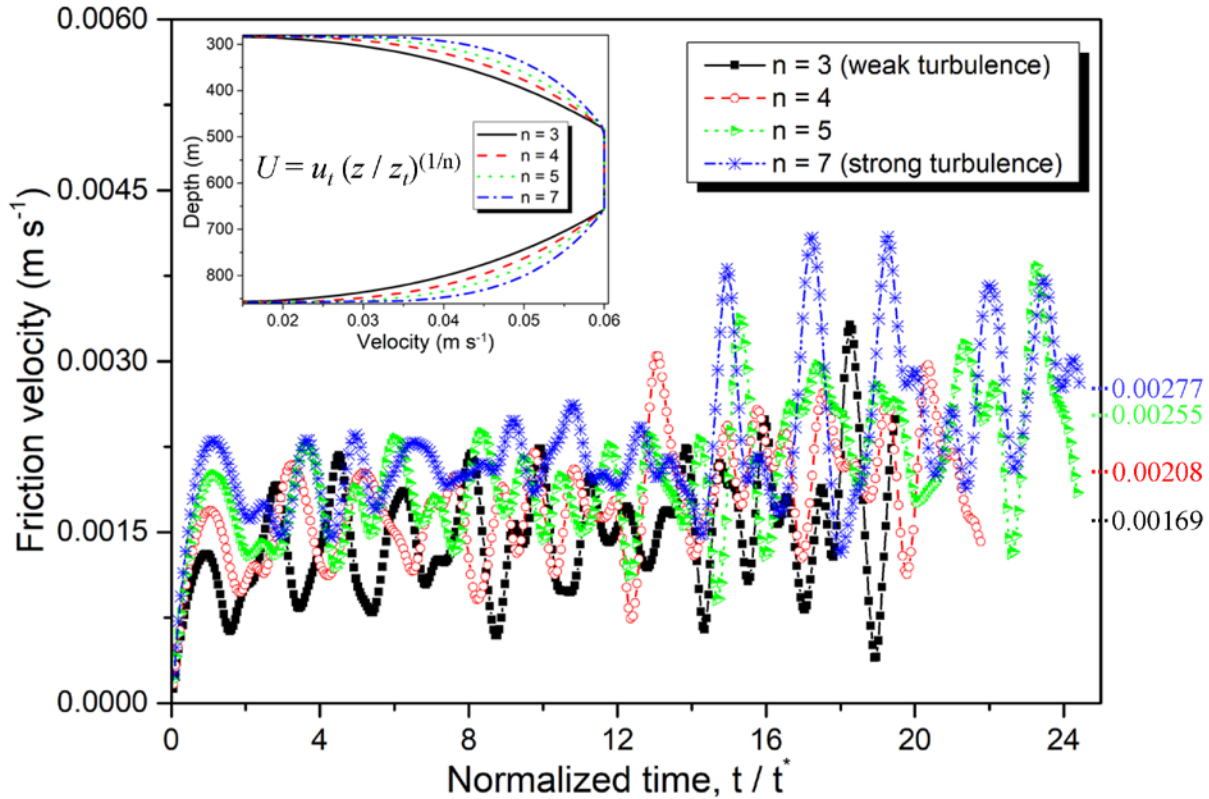 0.0060
0.0045
0.0030
0.0015
0.0000
Friction velocity (m s⁻¹)
0
4
8
12
16
20
24
Normalized time, t / t*
n = 3 (weak turbulence)
n = 4
n = 5
n = 7 (strong turbulence)
0.00277
0.00255
0.00208
0.00169
300
400
500
600
700
800
Depth (m)
0.02
0.03
0.04
0.05
0.06
Velocity (m s⁻¹)
U = uₜ (z / zₜ)^(1/n)
n = 3
n = 4
n = 5
n = 7